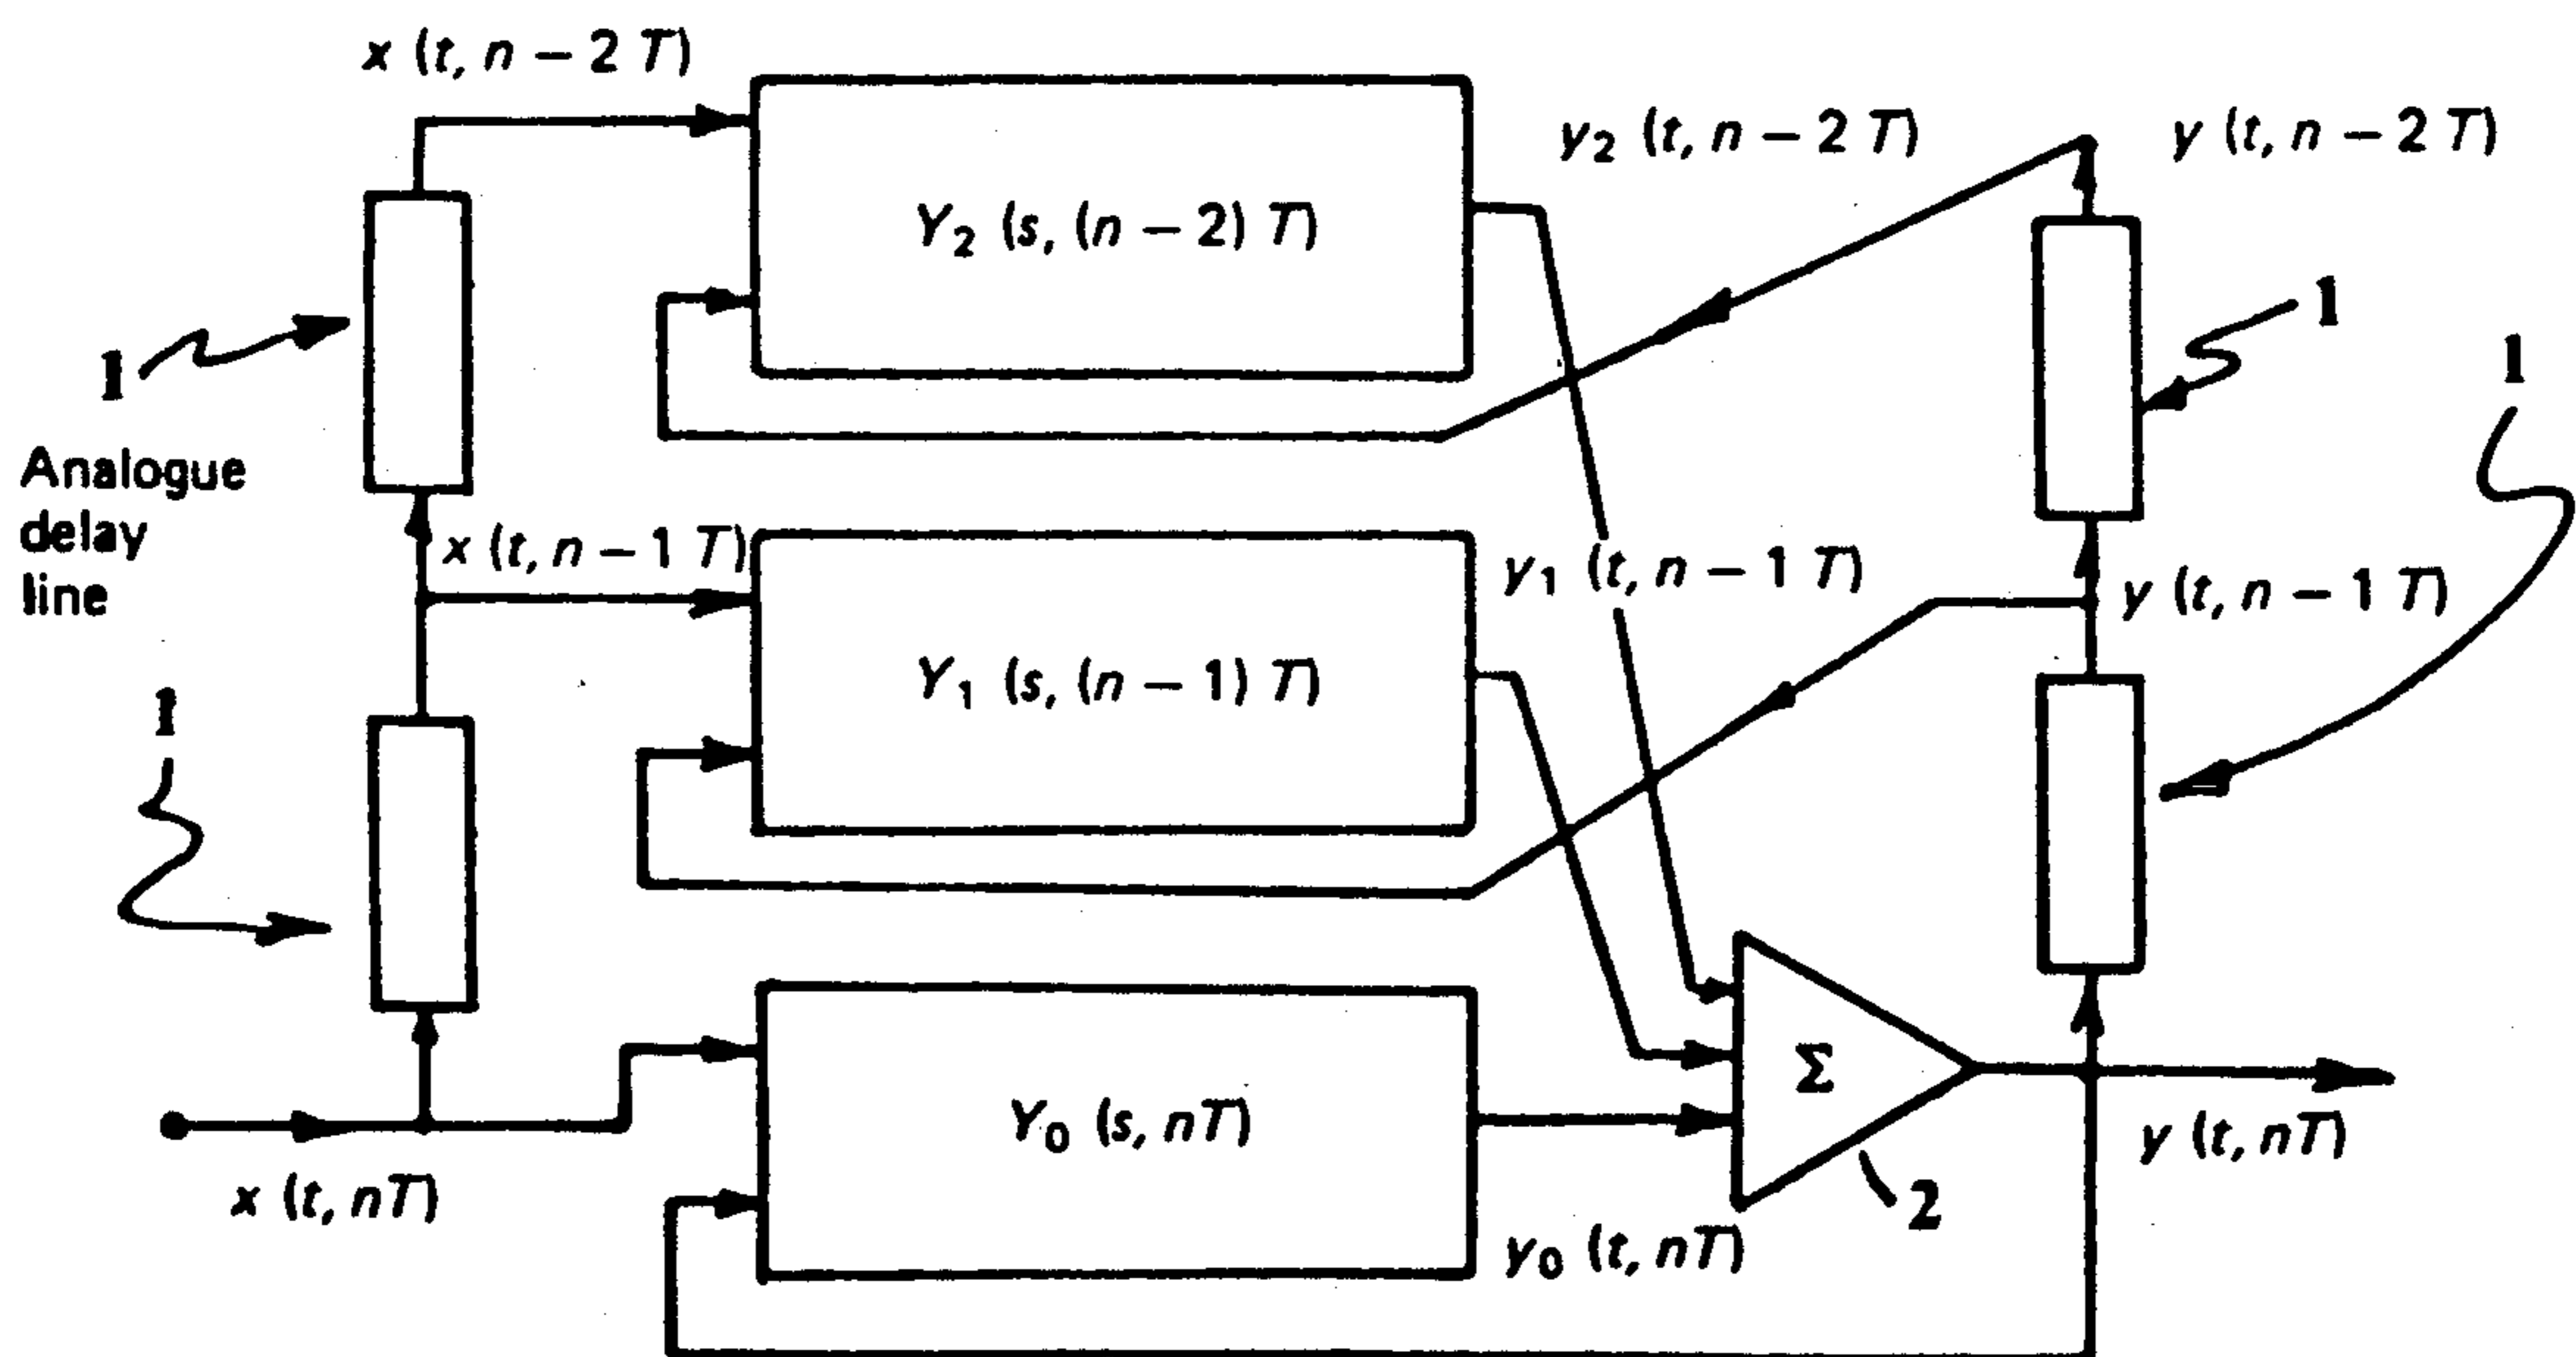 x (t, n − 2 T)
Y₂ (s, (n − 2) T)
y₂ (t, n − 2 T)
y (t, n − 2 T)
1
1
1
Analogue
delay
line
x (t, n − 1 T)
Y₁ (s, (n − 1) T)
y₁ (t, n − 1 T)
y (t, n − 1 T)
1
x (t, nT)
Y₀ (s, nT)
Σ
2
y₀ (t, nT)
y (t, nT)